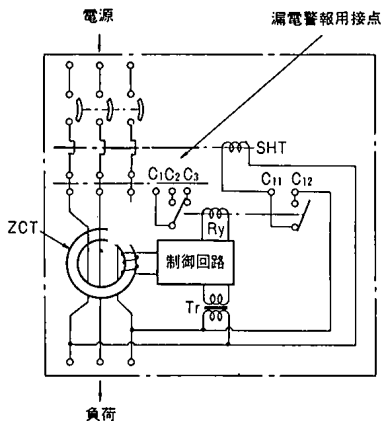 電源
漏電警報用接点
SHT
C₁C₂C₃
C₁₁ C₁₂
ZCT
Ry
制御回路
Tr
負荷